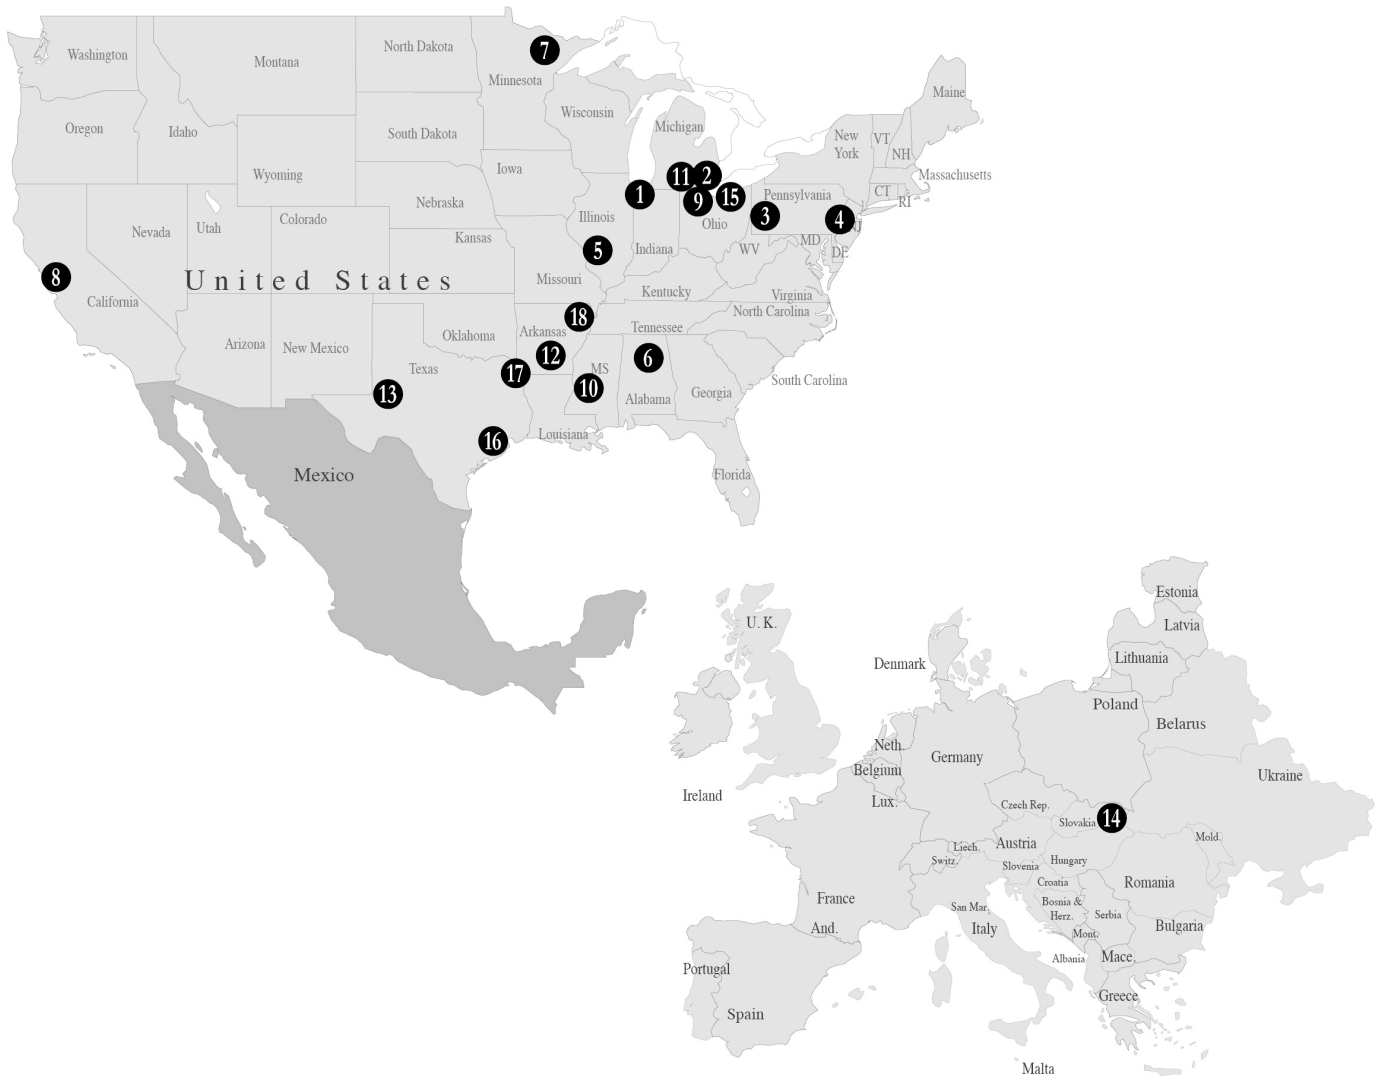 Washington
Montana
North Dakota
Minnesota
7
Wisconsin
Michigan
Maine
Oregon
Idaho
South Dakota
New
York
VT
NH
Wyoming
Iowa
Massachusetts
Nebraska
11
2
1
9
15
Pennsylvania
CT
RI
Nevada
Utah
Colorado
Kansas
Illinois
Indiana
Ohio
3
4
NJ
WV
MD
DE
5
8
United States
California
Missouri
Kentucky
Virginia
North Carolina
18
Arizona
New Mexico
Oklahoma
Arkansas
Tennessee
12
6
17
Texas
MS
10
South Carolina
13
Alabama
Georgia
16
Louisiana
Florida
Mexico
Estonia
U.K.
Latvia
Denmark
Lithuania
Poland
Belarus
Neth.
Germany
Belgium
Ukraine
Ireland
Lux.
Czech Rep.
Slovakia
14
Mold.
Liech.
Austria
Switz.
Slovenia
Hungary
Croatia
Romania
France
San Mar.
Bosnia &
Herz.
Serbia
And.
Italy
Mont.
Bulgaria
Albania
Mace.
Portugal
Greece
Spain
Malta